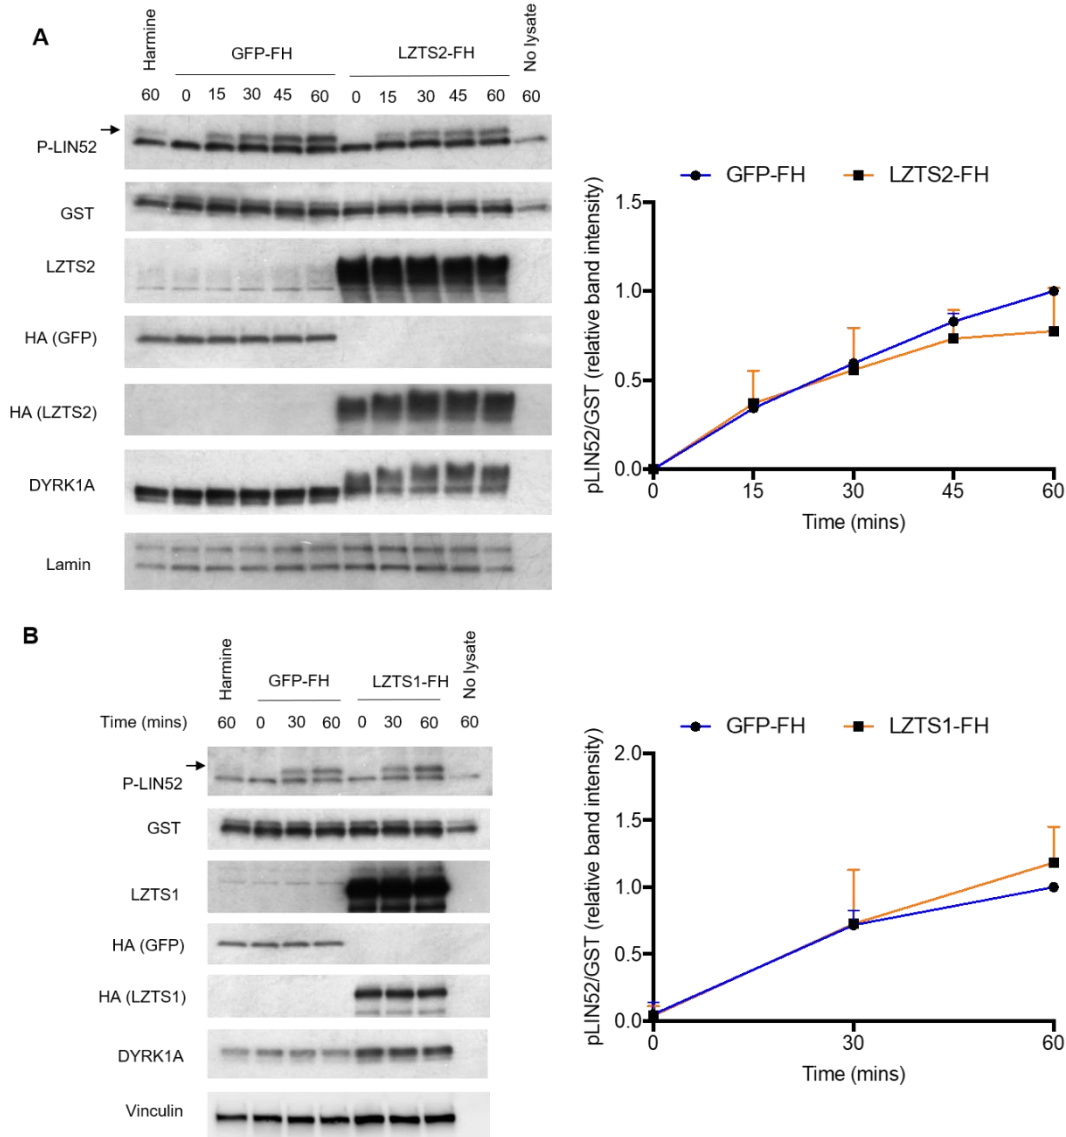 A
Harmine GFP-FH LZTS2-FH No lysate
60 0 15 30 45 60 0 15 30 45 60 60
P-LIN52
GST
LZTS2
HA (GFP)
HA (LZTS2)
DYRK1A
Lamin
GFP-FH LZTS2-FH
pLIN52/GST (relative band intensity)
1.5
1.0
0.5
0.0
0 15 30 45 60
Time (mins)
B
Harmine GFP-FH LZTS1-FH No lysate
Time (mins) 60 0 30 60 0 30 60 60
P-LIN52
GST
LZTS1
HA (GFP)
HA (LZTS1)
DYRK1A
Vinculin
GFP-FH LZTS1-FH
pLIN52/GST (relative band intensity)
2.0
1.5
1.0
0.5
0.0
0 30 60
Time (mins)